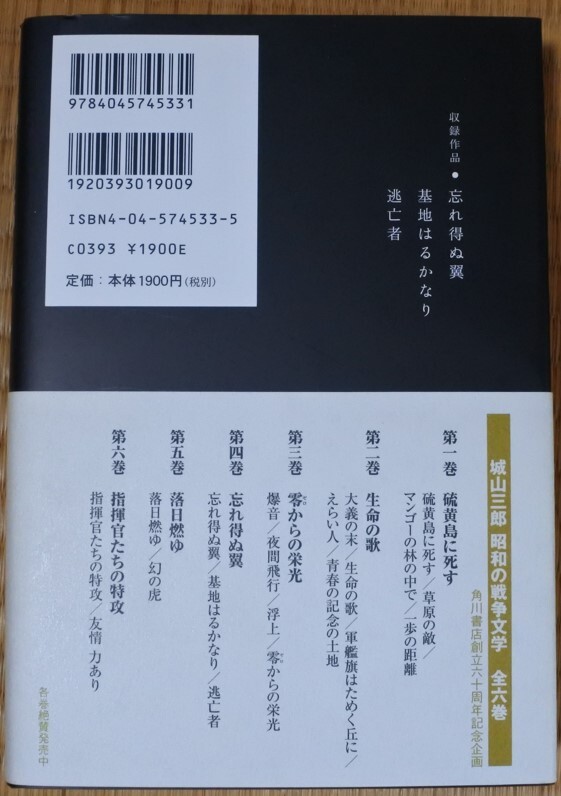 9784045745331
1920393019009
ISBN4-04-574533-5
C0393 ¥1900E
定価：本体1900円(税別)
収録作品●忘れ得ぬ翼
基地はるかなり
逃亡者
城山三郎 昭和の戦争文学 全六巻
角川書店創立六十周年記念企画
第一巻 硫黄島に死す
硫黄島に死す／草原の敵／
マンゴーの林の中で／一歩の距離
第二巻 生命の歌
大義の末／生命の歌／軍艦旗はためく丘に／
えらい人／青春の記念の土地
第三巻 零からの栄光
爆音／夜間飛行／浮上／零からの栄光
第四巻 忘れ得ぬ翼
忘れ得ぬ翼／基地はるかなり／逃亡者
第五巻 落日燃ゆ
落日燃ゆ／幻の虎
第六巻 指揮官たちの特攻
指揮官たちの特攻／友情 力あり
各巻絶賛発売中